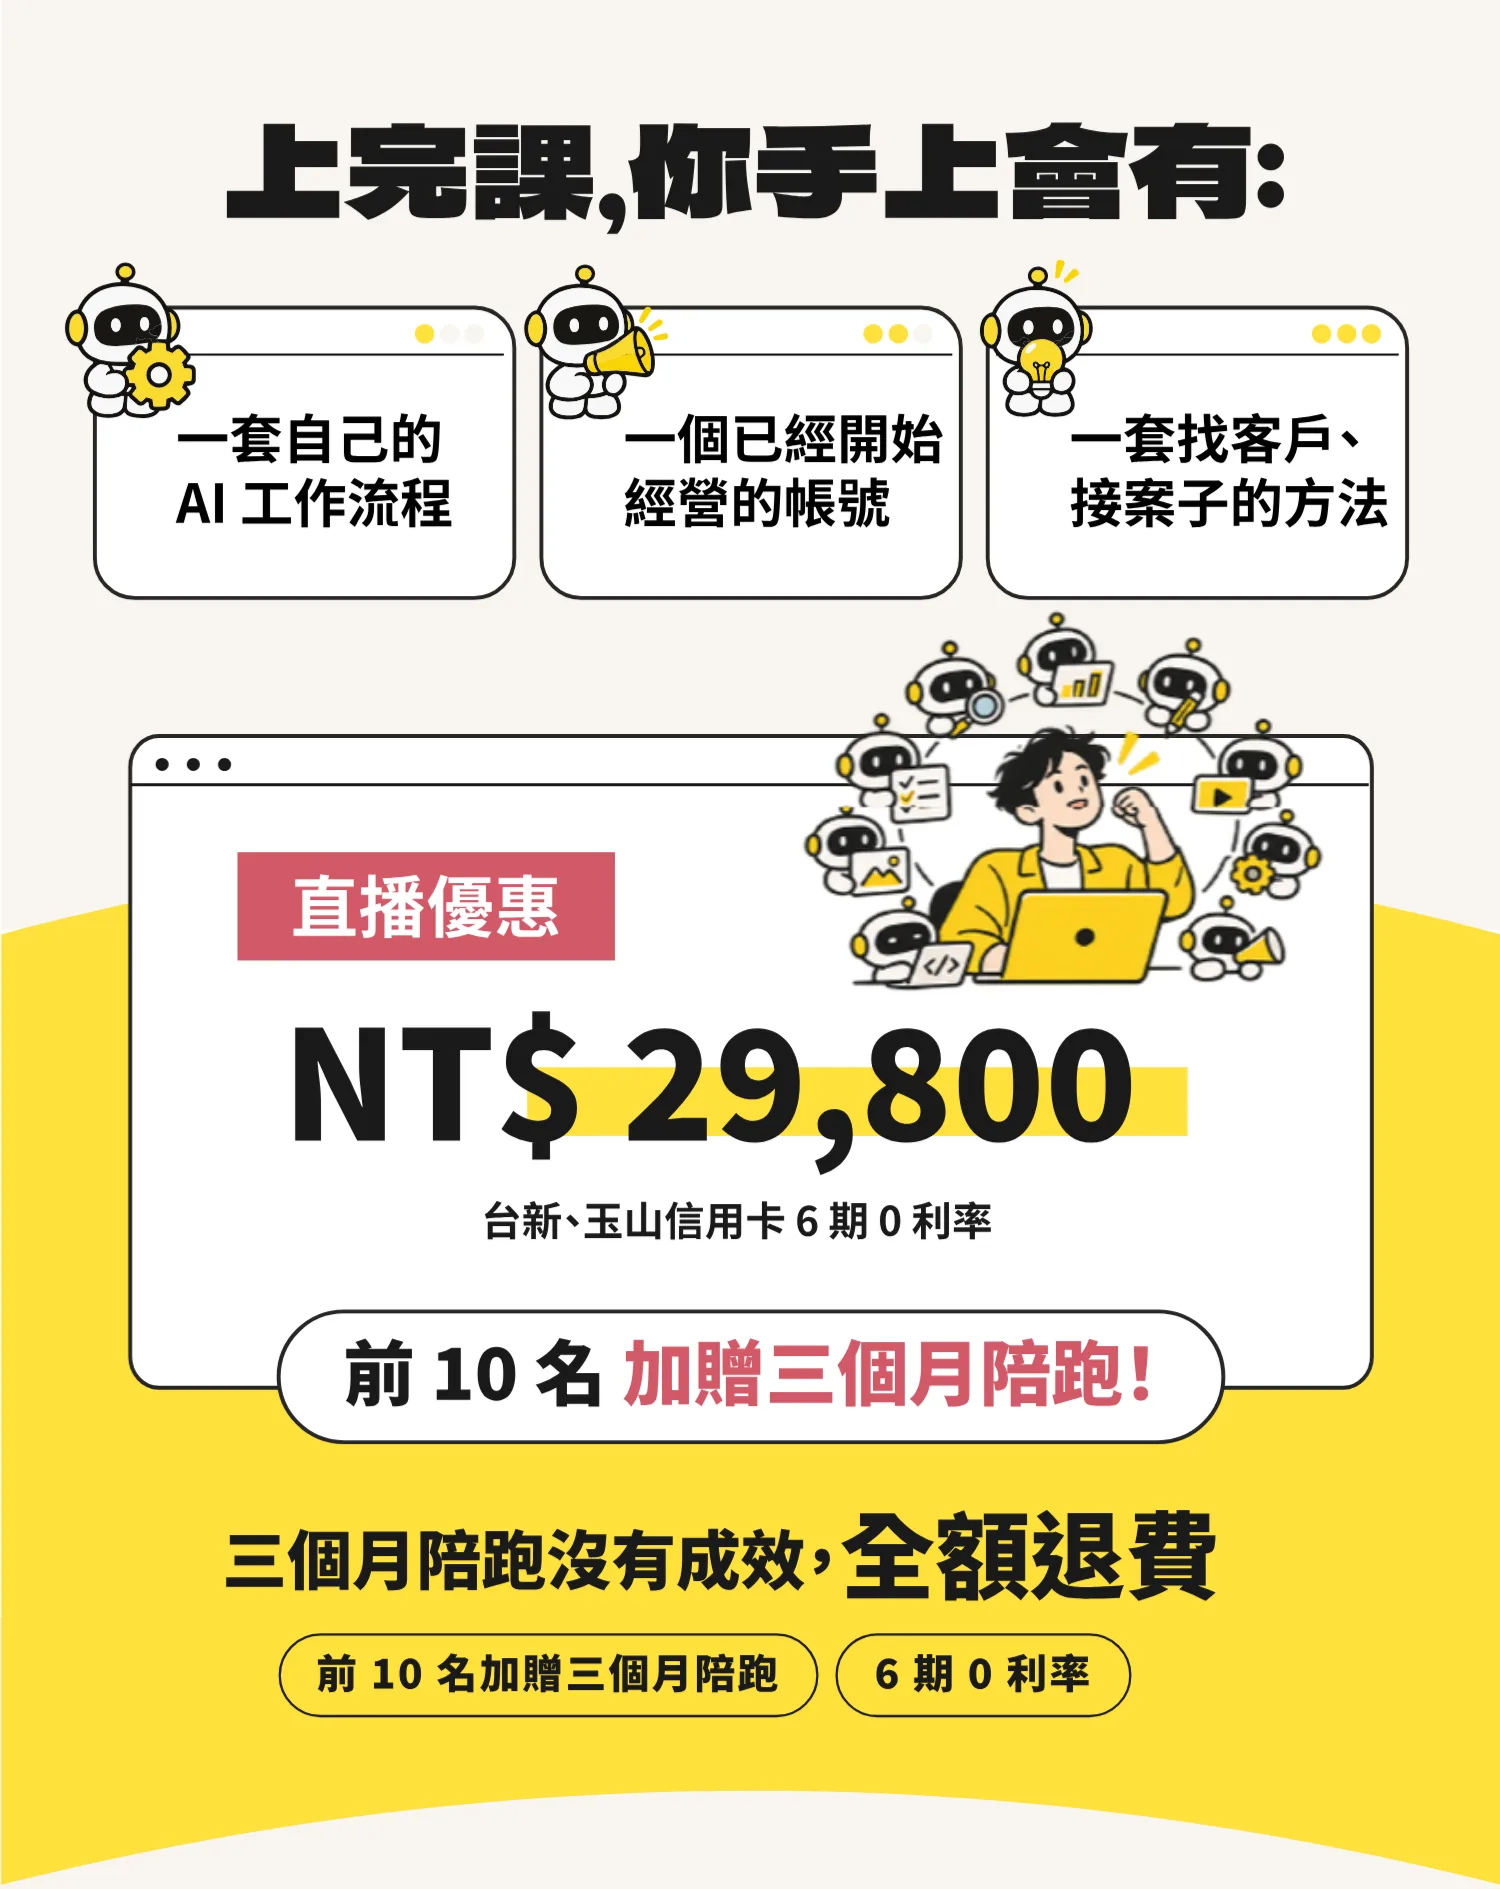 上完課,你手上會有:
一套自己的
AI 工作流程
一個已經開始
經營的帳號
一套找客戶、
接案子的方法
</>
直播優惠
NT$ 29,800
台新、玉山信用卡 6 期 0 利率
前 10 名 加贈三個月陪跑!
三個月陪跑沒有成效,全額退費
前 10 名加贈三個月陪跑
6 期 0 利率